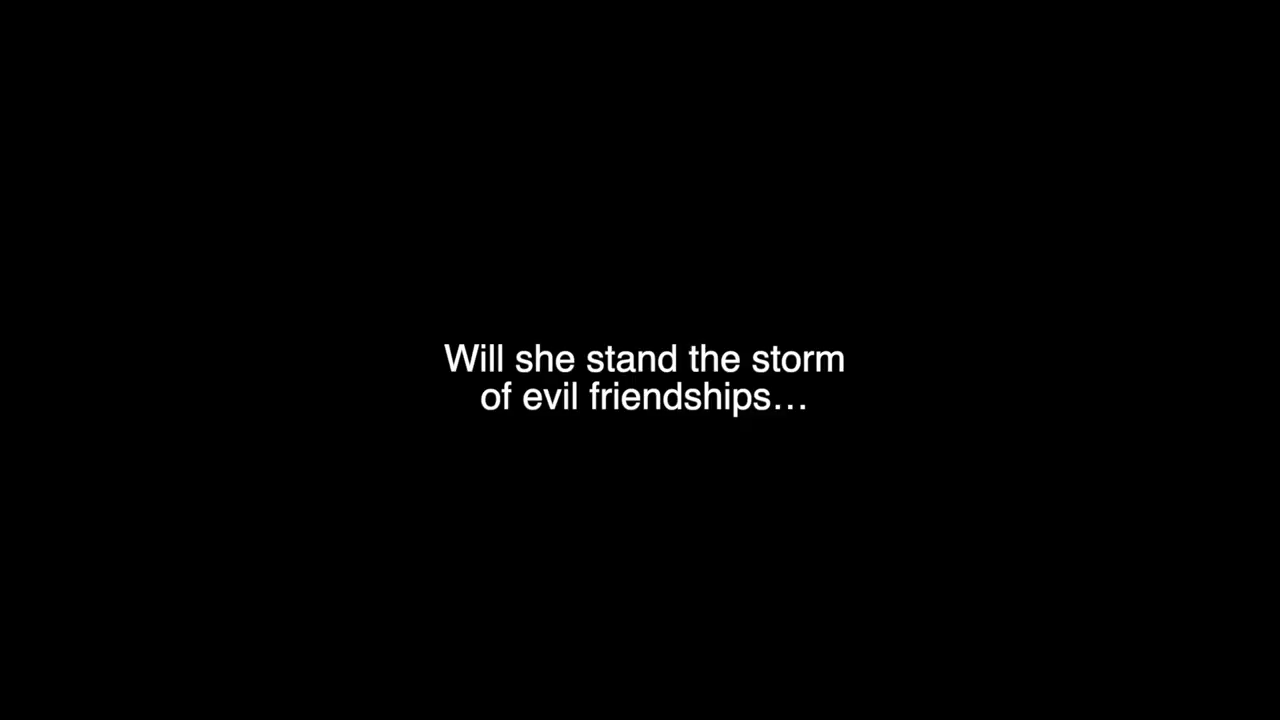 Will she stand the storm
of evil friendships…